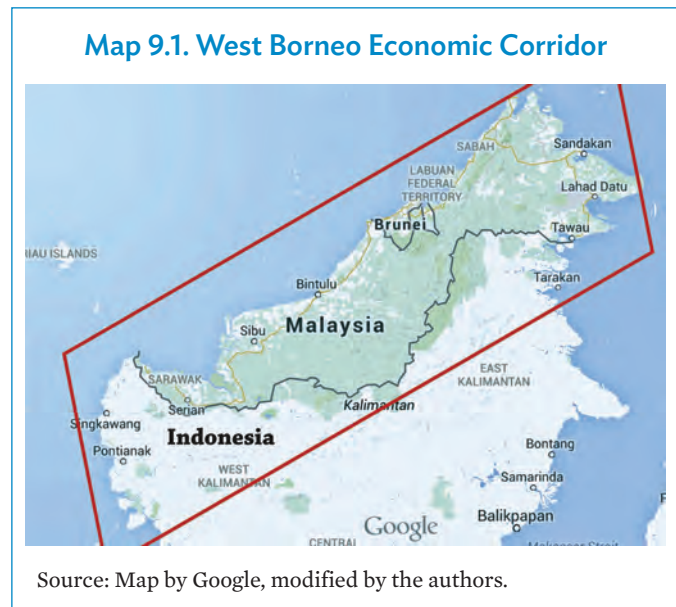 Map 9.1. West Borneo Economic Corridor
SABAH
Sandakan
LABUAN
FEDERAL
TERRITORY
Lahad Datu
Brunei
Tawau
RIAU ISLANDS
Bintulu
Tarakan
Malaysia
Sibu
EAST
KALIMANTAN
SARAWAK
Serian
Kalimantan
Singkawang
Indonesia
Pontianak
Bontang
WEST
KALIMANTAN
Samarinda
Balikpapan
Google
CENTRAL
Makassar Strait
Source: Map by Google, modified by the authors.